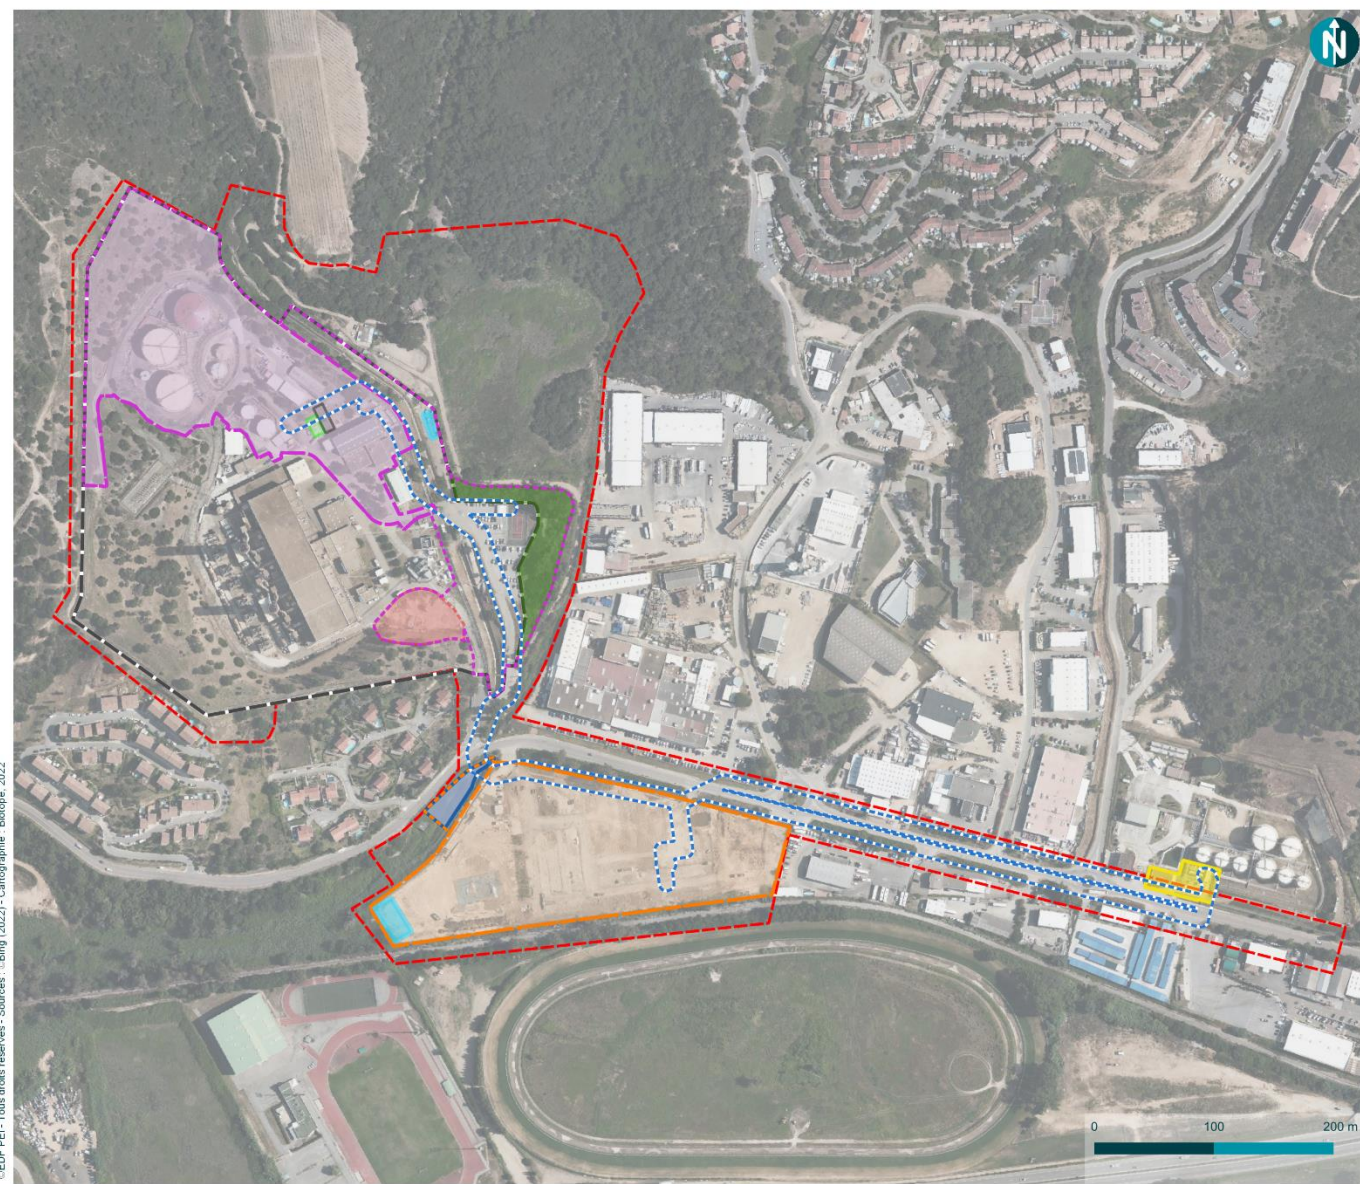 N
©EDF PEI - Tous droits réservés - Sources : ©Bing (2022) - Cartographie : Biotope, 2022
0 100 200 m